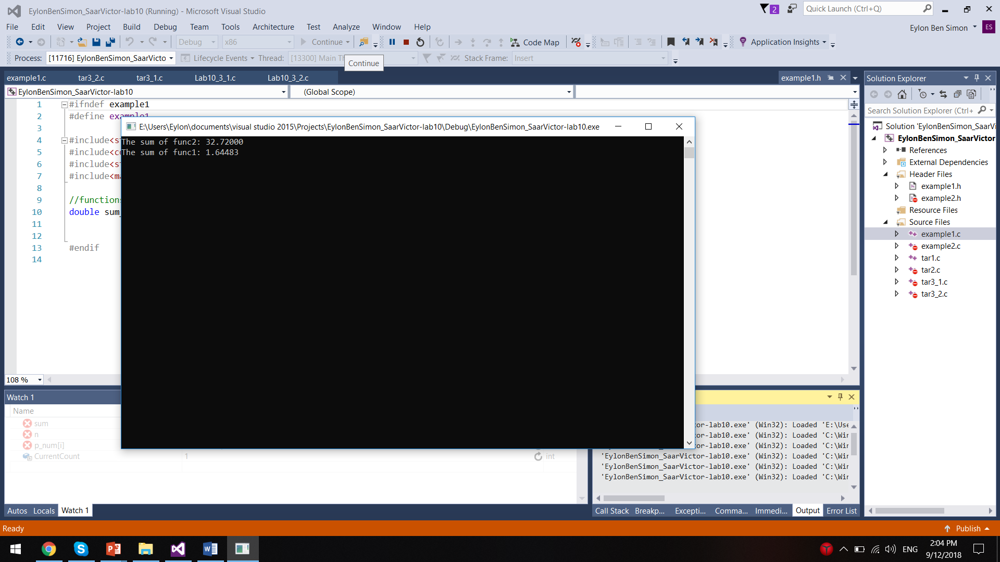 EylonBenSimon_SaarVictor-lab10 (Running) - Microsoft Visual Studio
2
Quick Launch (Ctrl+Q)
File Edit View Project Build Debug Team Tools Architecture Test Analyze Window Help
Eylon Ben Simon ES
Debug x86 Continue Code Map Application Insights
Process: [11716] EylonBenSimon_SaarVicto Lifecycle Events Thread: [13300] Main Th Stack Frame: Insert
Continue
example1.c tar3_2.c tar3_1.c Lab10_3_1.c Lab10_3_2.c example1.h
EylonBenSimon_SaarVictor-lab10 (Global Scope)
1 #ifndef example1
2 #define example1
3
4 #include<s
5 #include<c
6 #include<s
7 #include<m
8
9 //functions
10 double sum_
11
12
13 #endif
14
E:\Users\Eylon\documents\visual studio 2015\Projects\EylonBenSimon_SaarVictor-lab10\Debug\EylonBenSimon_SaarVictor-lab10.exe
The sum of func2: 32.72000
The sum of func1: 1.64483
108 %
Watch 1
Name
sum
n
p_num[i]
CurrentCount 1 int
Autos Locals Watch 1
tor-lab10.exe' (Win32): Loaded 'E:\Use
or-lab10.exe' (Win32): Loaded 'C:\Wir
or-lab10.exe' (Win32): Loaded 'C:\Wir
'EylonBenSimon_SaarVictor-lab10.exe' (Win32): Loaded 'C:\Wir
'EylonBenSimon_SaarVictor-lab10.exe' (Win32): Loaded 'C:\Wir
'EylonBenSimon_SaarVictor-lab10.exe' (Win32): Loaded 'C:\Wir
Call Stack Breakp... Excepti... Comma... Immedi... Output Error List
Solution Explorer
Search Solution Explorer (Ctrl+
Solution 'EylonBenSimon_SaarVi
EylonBenSimon_SaarVictor
References
External Dependencies
Header Files
example1.h
example2.h
Resource Files
Source Files
example1.c
example2.c
tar1.c
tar2.c
tar3_1.c
tar3_2.c
Ready
Publish
ENG
2:04 PM
9/12/2018